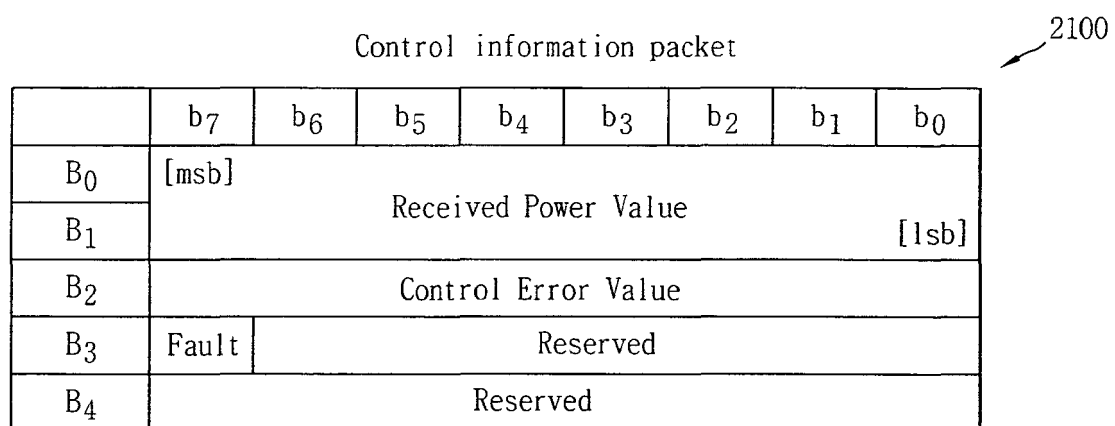 Control information packet
2100
b7 b6 b5 b4 b3 b2 b1 b0
B0 [msb]
Received Power Value
B1 [lsb]
B2 Control Error Value
B3 Fault Reserved
B4 Reserved